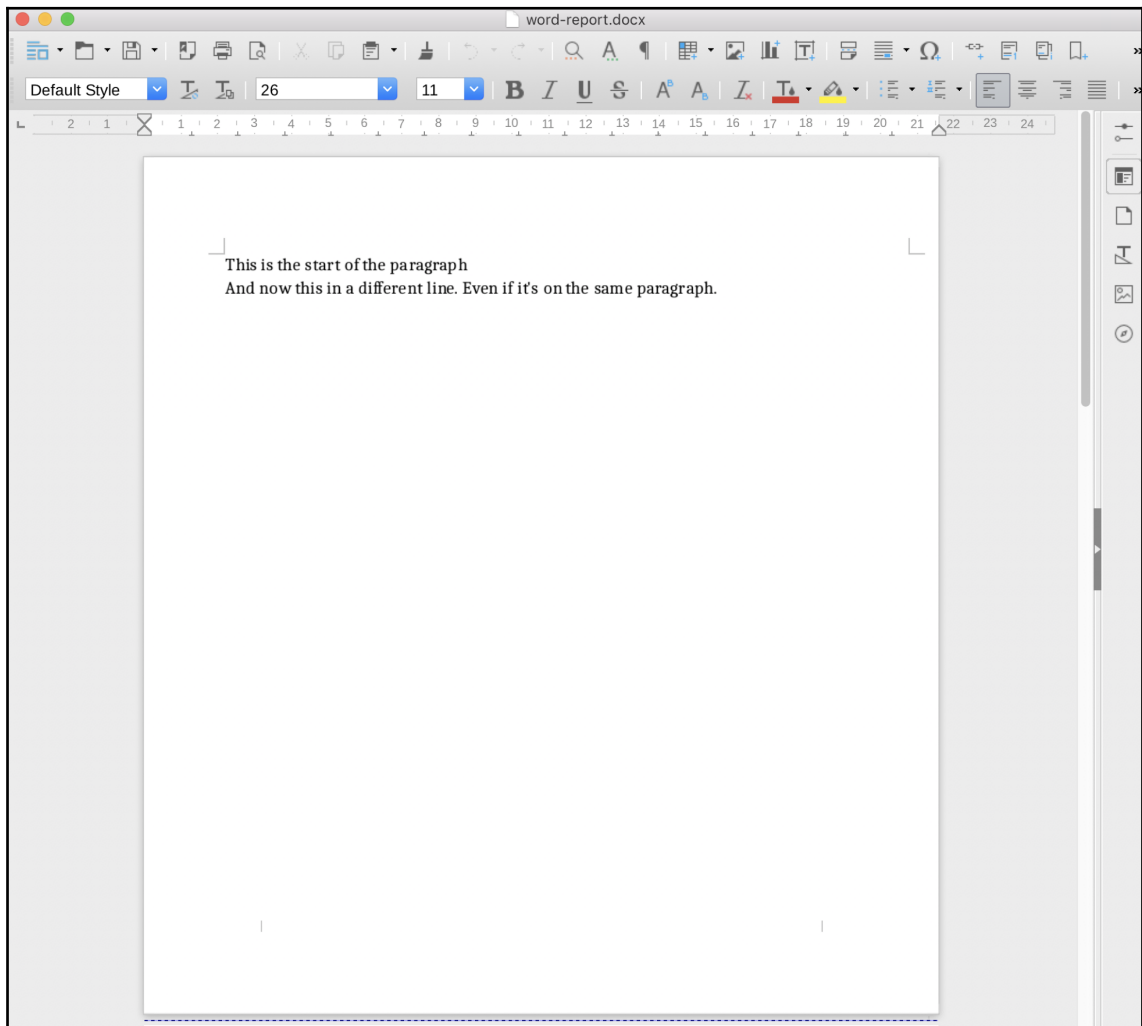 word-report.docx
Default Style 26 11
2 1 1 2 3 4 5 6 7 8 9 10 11 12 13 14 15 16 17 18 19 20 21 22 23 24
This is the start of the paragraph
And now this in a different line. Even if it's on the same paragraph.